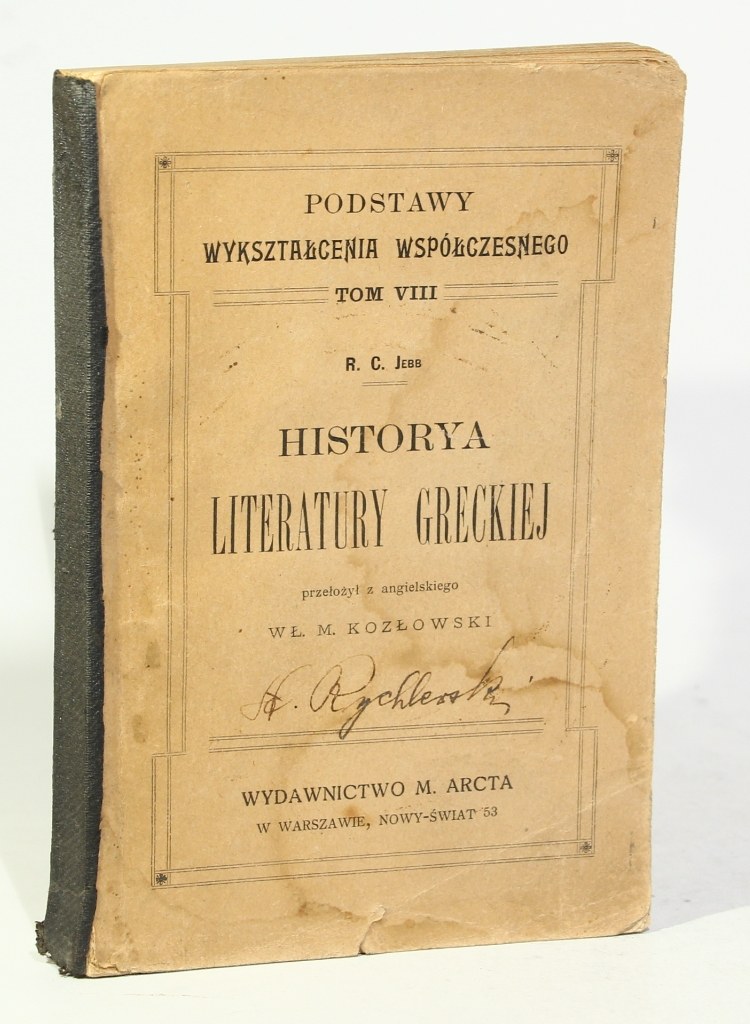 PODSTAWY
WYKSZTAŁCENIA WSPÓŁCZESNEGO
TOM VIII
R. C. JEBB
HISTORYA
LITERATURY GRECKIEJ
przełożył z angielskiego
WŁ. M. KOZŁOWSKI
Rychlerski
WYDAWNICTWO M. ARCTA
W WARSZAWIE, NOWY-ŚWIAT 53